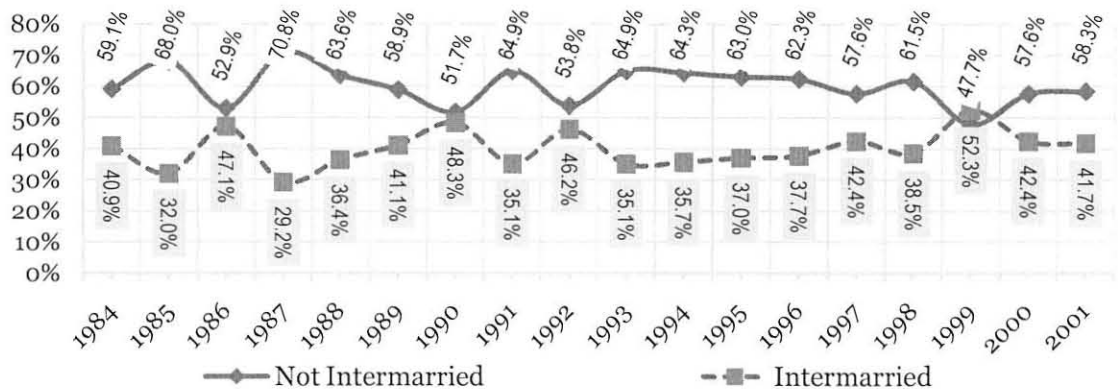 80%
70%
60%
50%
40%
30%
20%
10%
0%
59.1% 68.0% 52.9% 70.8% 63.6% 58.9% 51.7% 64.9% 53.8% 64.9% 64.3% 63.0% 62.3% 57.6% 61.5% 47.7% 57.6% 58.3%
40.9% 32.0% 47.1% 29.2% 36.4% 41.1% 48.3% 35.1% 46.2% 35.1% 35.7% 37.0% 37.7% 42.4% 38.5% 52.3% 42.4% 41.7%
1984 1985 1986 1987 1988 1989 1990 1991 1992 1993 1994 1995 1996 1997 1998 1999 2000 2001
Not Intermarried Intermarried